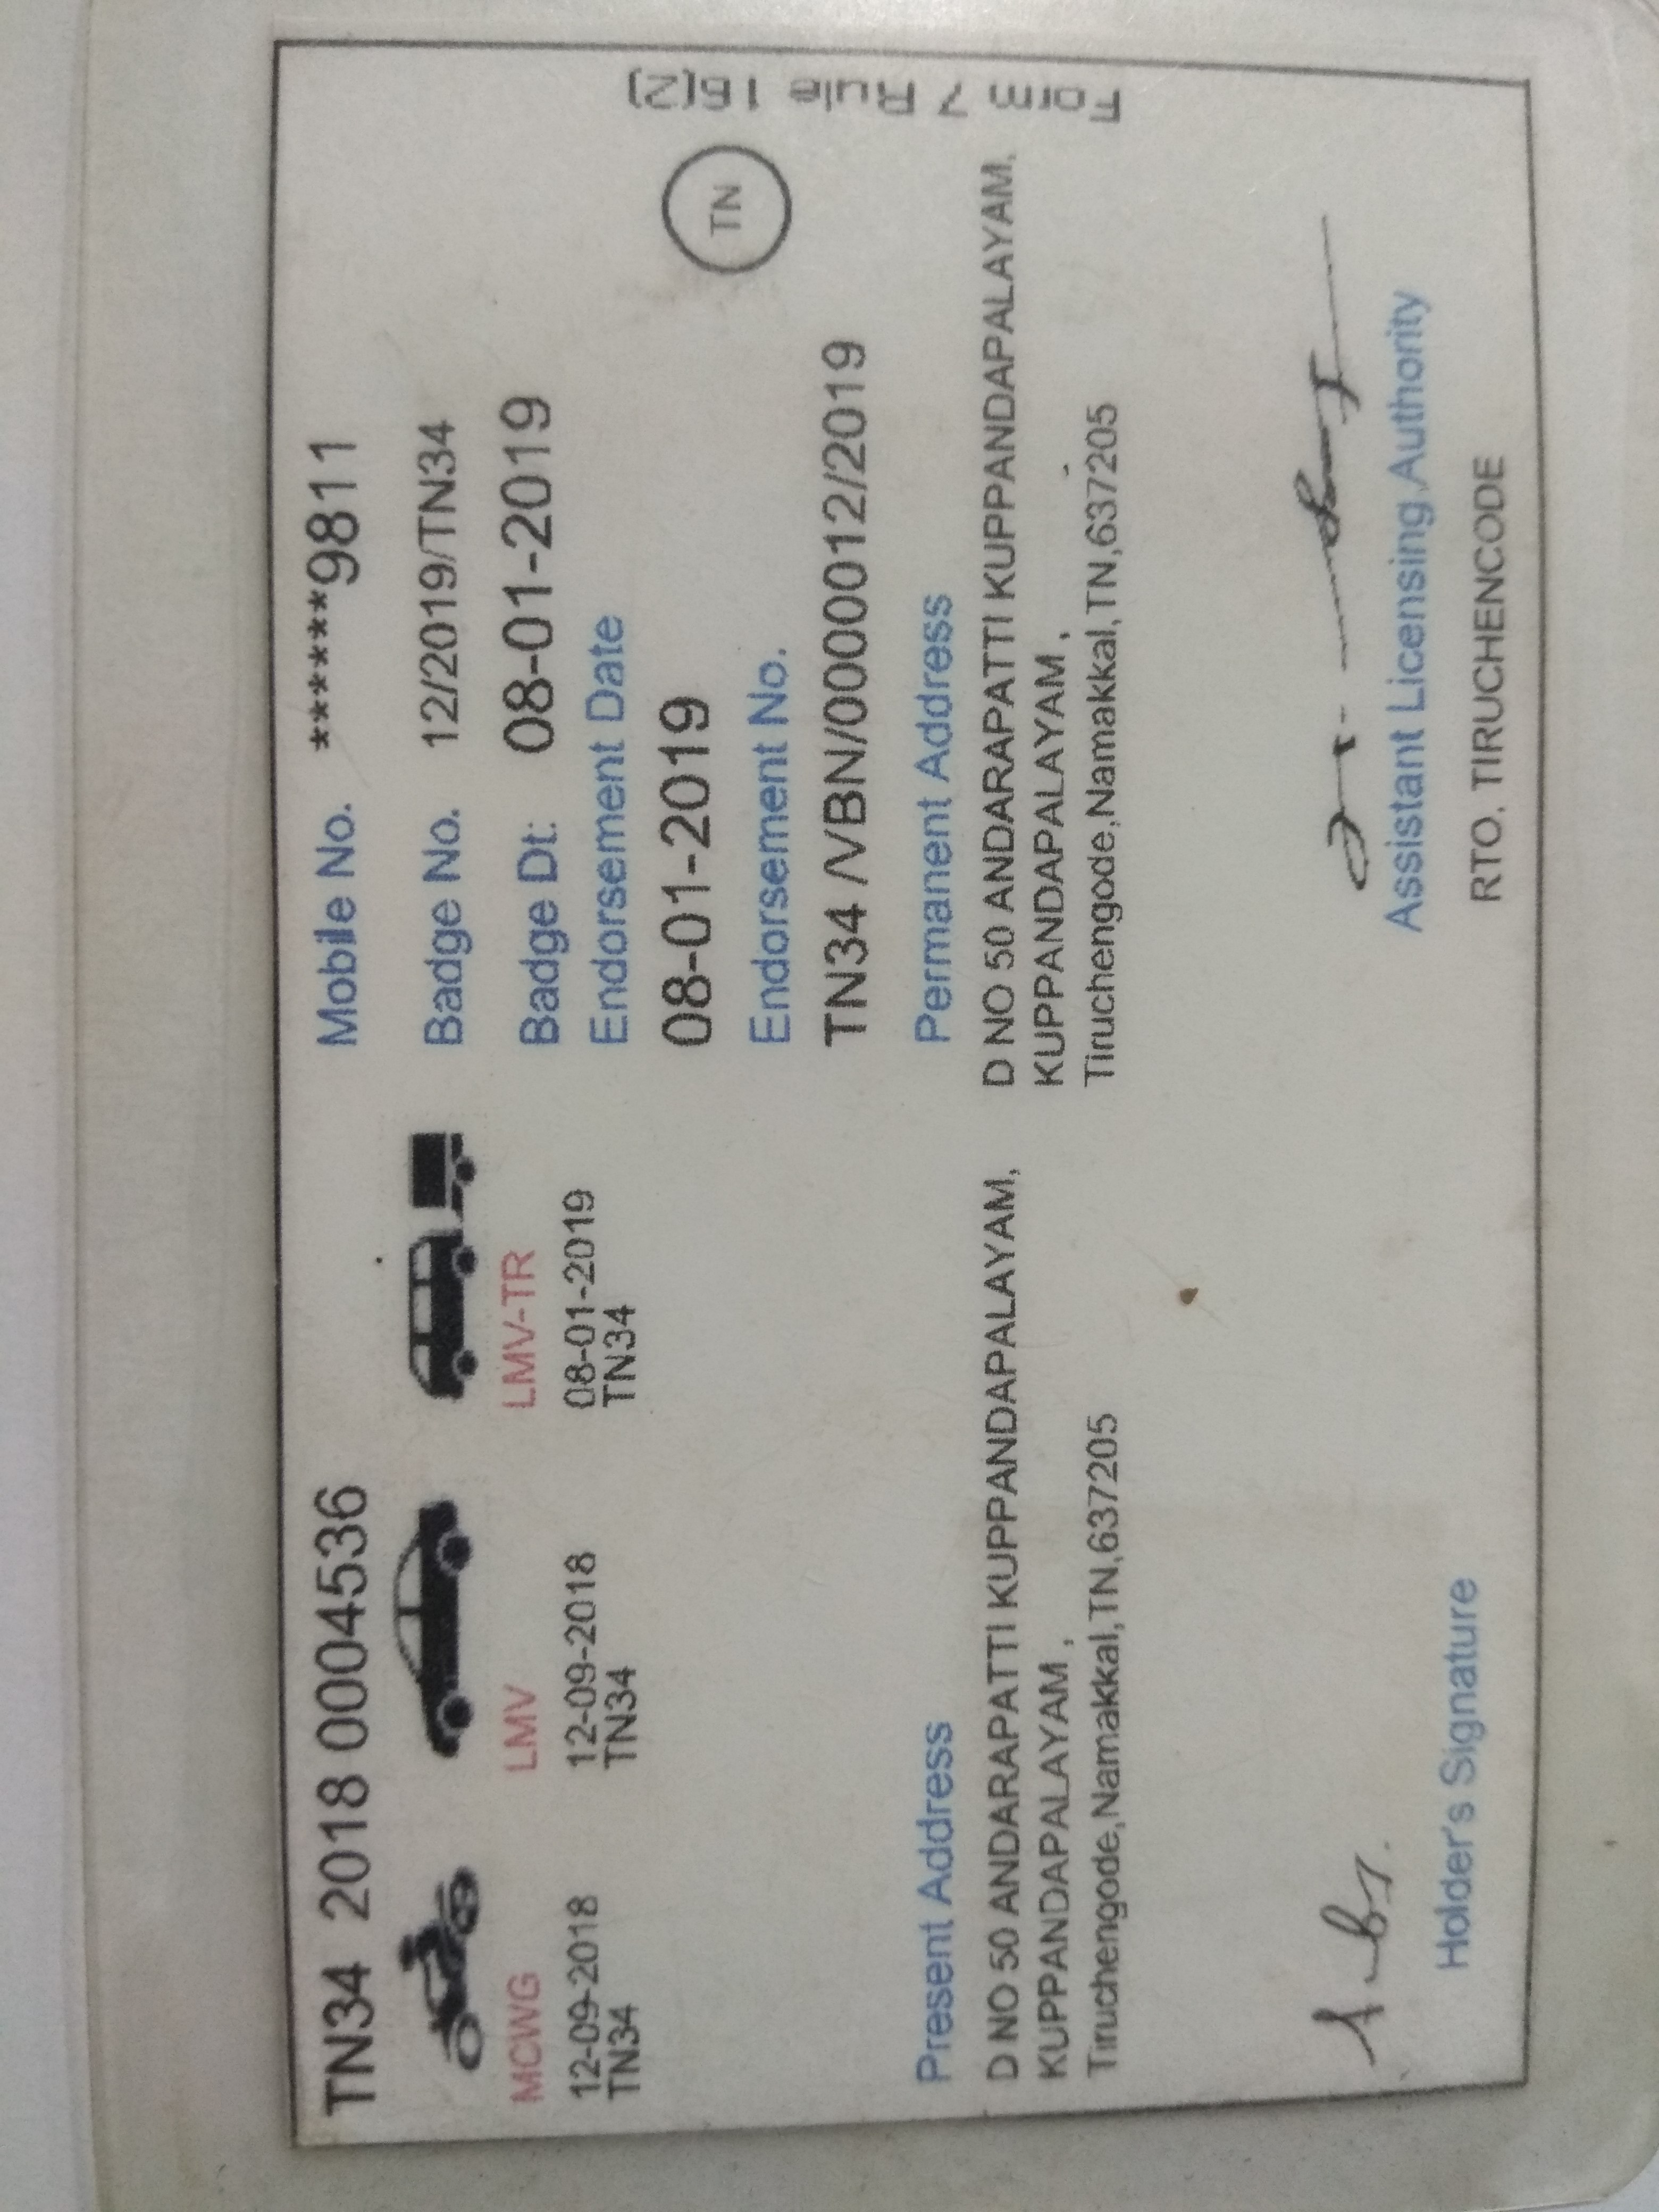 TN34 2018 0004536
MCWG
12-09-2018
TN34
LMV
12-09-2018
TN34
LMV-TR
08-01-2019
TN34
Mobile No. ******9811
Badge No. 12/2019/TN34
Badge Dt: 08-01-2019
Endorsement Date
08-01-2019
Endorsement No.
TN34 /VBN/0000012/2019
TN
Form 7 Rule 16(2)
Present Address
D NO 50 ANDARAPATTI KUPPANDAPALAYAM,
KUPPANDAPALAYAM ,
Tiruchengode,Namakkal,TN,637205
Permanent Address
D NO 50 ANDARAPATTI KUPPANDAPALAYAM,
KUPPANDAPALAYAM ,
Tiruchengode,Namakkal,TN,637205
Holder's Signature
Assistant Licensing Authority
RTO, TIRUCHENCODE